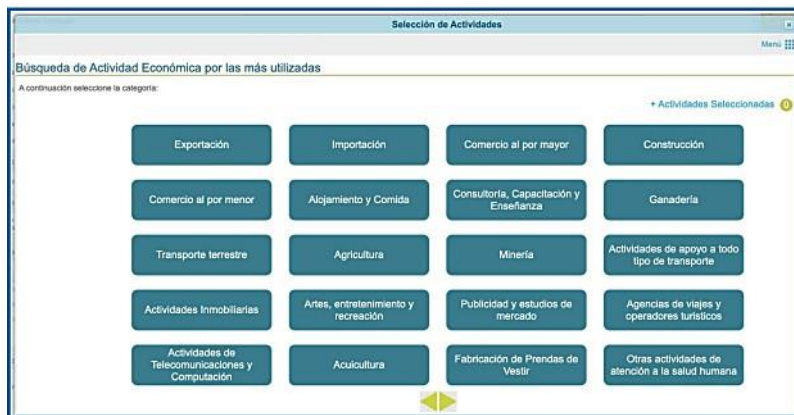 Selección de Actividades
Menú
Búsqueda de Actividad Económica por las más utilizadas
A continuación seleccione la categoría:
+ Actividades Seleccionadas 0
Exportación
Importación
Comercio al por mayor
Construcción
Comercio al por menor
Alojamiento y Comida
Consultoría, Capacitación y
Enseñanza
Ganadería
Transporte terrestre
Agricultura
Minería
Actividades de apoyo a todo
tipo de transporte
Actividades Inmobiliarias
Artes, entretenimiento y
recreación
Publicidad y estudios de
mercado
Agencias de viajes y
operadores turísticos
Actividades de
Telecomunicaciones y
Computación
Acuicultura
Fabricación de Prendas de
Vestir
Otras actividades de
atención a la salud humana